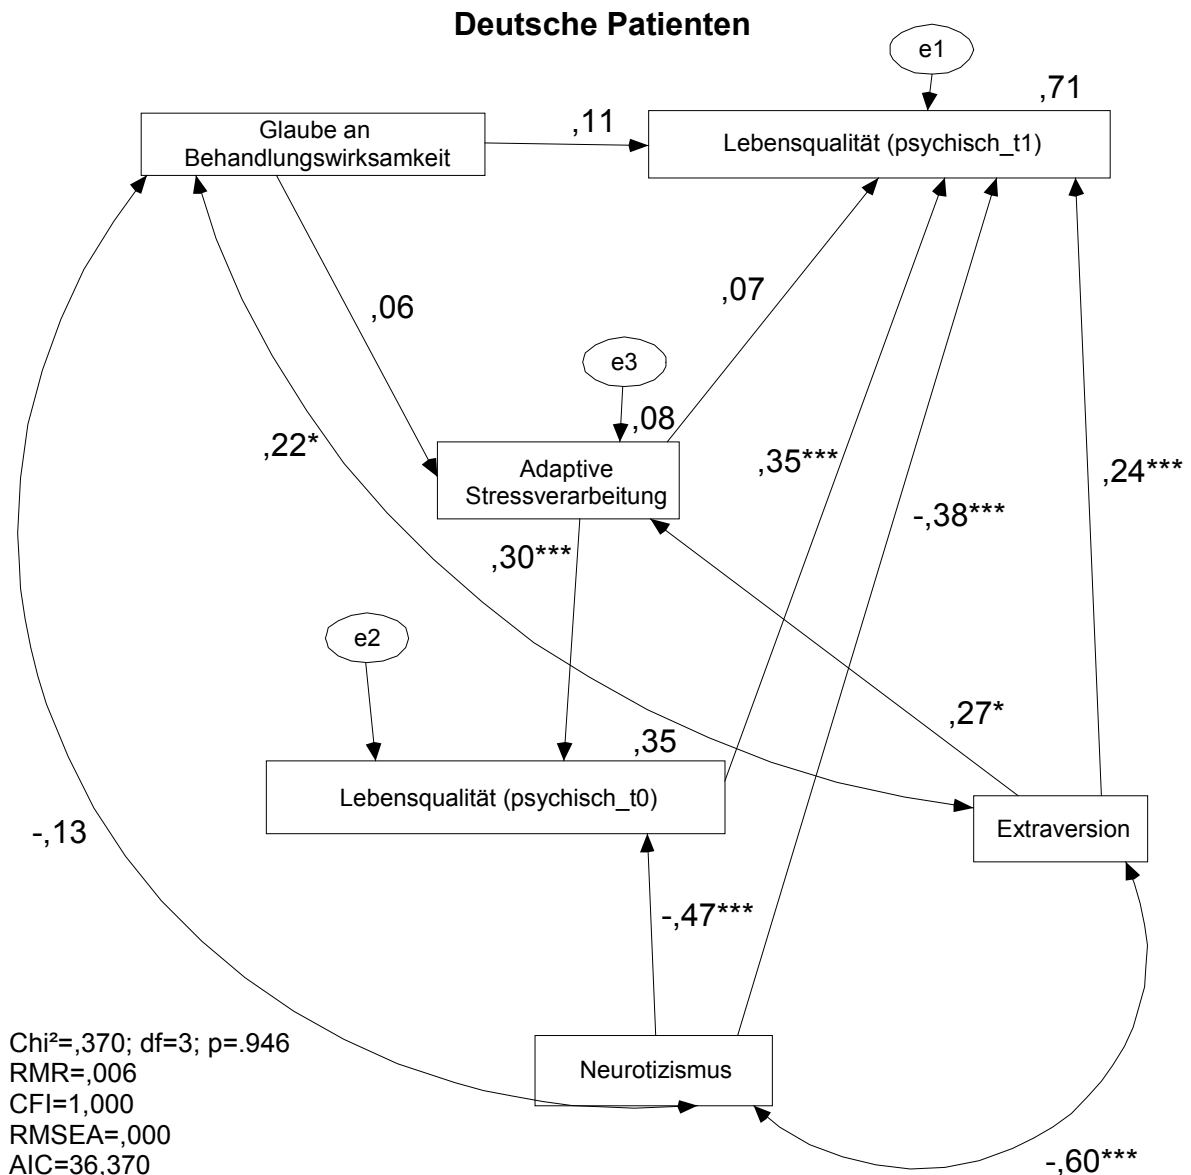 Deutsche Patienten
e1
,71
Glaube an
Behandlungswirksamkeit
,11
Lebensqualität (psychisch_t1)
,06
,07
e3
,08
,22*
Adaptive
Stressverarbeitung
,35***
,24***
-,38***
,30***
e2
,27*
,35
Lebensqualität (psychisch_t0)
Extraversion
-,13
-,47***
Chi²=,370; df=3; p=.946
RMR=,006
CFI=1,000
RMSEA=,000
AIC=36,370
Neurotizismus
-,60***